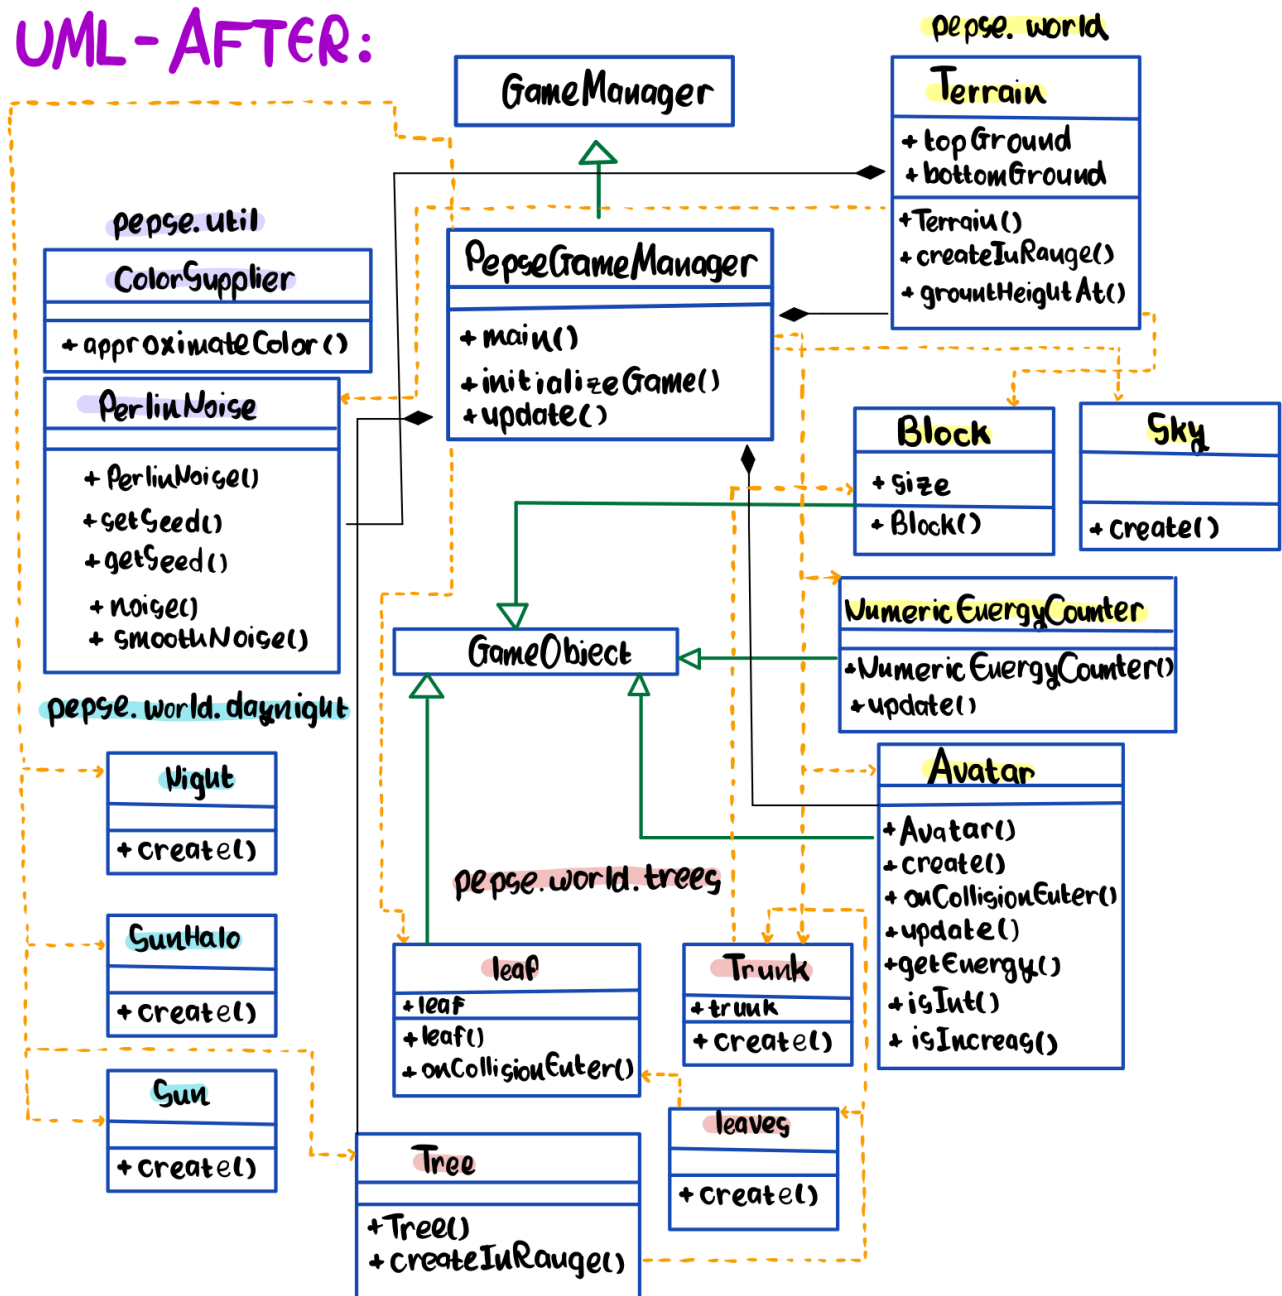 UML-AFTER:
GameManager
pepse.world
Terrain
+topGround
+bottomGround
+Terrain()
+createInRange()
+grountHeightAt()
pepse.util
ColorSupplier
+approximateColor()
PerlinNoise
+PerlinNoise()
+setSeed()
+getSeed()
+noise()
+smoothNoise()
PepseGameManager
+main()
+initializeGame()
+update()
Block
+size
+Block()
Sky
+create()
GameObject
NumericEnergyCounter
+NumericEnergyCounter()
+update()
pepse.world.daynight
Night
+create()
SunHalo
+create()
Sun
+create()
Avatar
+Avatar()
+create()
+onCollisionEnter()
+update()
+getEnergy()
+isInt()
+isIncreas()
pepse.world.trees
leaf
+leaf
+leaf()
+onCollisionEnter()
Trunk
+trunk
+create()
leaves
+create()
Tree
+Tree()
+createInRange()